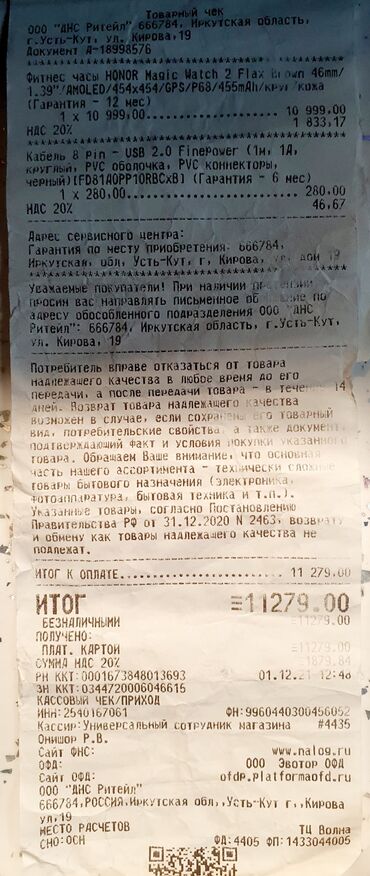 Товарный чек
ООО "ДНС Ритейл" 666784, Иркутская область,
г.Усть-Кут, ул. Кирова,19
Документ А-18998576
************************************
Фитнес часы HONOR Magic Watch 2 Flax Brown 46mm/
1.39"/AMOLED/454x454/GPS/P68/455mAh/круг/кожа
(Гарантия - 12 мес)
1 x 10 999.00.................... 10 999.00
НДС 20% 1 833,17
************************************
Кабель 8 pin - USB 2.0 FinePower (1м, 1А,
круглый, PVC оболочка, PVC коннекторы,
черный)[FD81A0PP10RBCxB] (Гарантия - 6 мес)
1 x 280.00......................280.00
НДС 20% 46,67
************************************
Адрес сервисного центра:
Гарантия по месту приобретения. 666784,
Иркутская. обл, Усть-Кут, г, Кирова, ул, 19
************************************
Уважаемые покупатели! При наличии претензий
просим вас направлять письменное по
адресу обособленного подразделения ООО "ДНС
Ритейл": 666784, Иркутская область, г.Усть-Кут,
ул. Кирова, 19
Потребитель вправе отказаться от товара
надлежащего качества в любое время до его
передачи, а после передачи товара - в течение 14
дней. Возврат товара надлежащего качества
возможен в случае, если сохранены его товарный
вид, потребительские свойства, а также документ,
подтверждающий факт и условия покупки указанного
товара. Обращаем Ваше внимание, что основная
часть нашего ассортимента - технически сложные
товары бытового назначения (электроника,
фотоаппаратура, бытовая техника и т.п.).
Указанные товары, согласно Постановлению
Правительства РФ от 31.12.2020 N 2463, возврату
и обмену как товары надлежащего качества не
подлежат.
ИТОГ К ОПЛАТЕ.................... 11 279.00
ИТОГ ≡11279.00
БЕЗНАЛИЧНЫМИ ≡11279.00
ПОЛУЧЕНО:
ПЛАТ. КАРТОЙ ≡11279.00
СУММА НДС 20% ≡1879.84
РН ККТ:0001673848013693 01.12.21 12:48
ЗН ККТ:0344720006046615
КАССОВЫЙ ЧЕК/ПРИХОД
ИНН:2540167061 ФН:9960440300456052
Кассир:Универсальный сотрудник магазина #4435
Онищор Р.В.
Сайт ФНС: www.nalog.ru
ОФД: ООО Эвотор ОФД
Сайт ОФД: ofdp.platformaofd.ru
ООО "ДНС Ритейл"
666784,РОССИЯ,Иркутская обл,,Усть-Кут г,,Кирова
ул,19
МЕСТО РАСЧЕТОВ ТЦ Волна
СНО:ОСН ФД:4405 ФП:1433044005